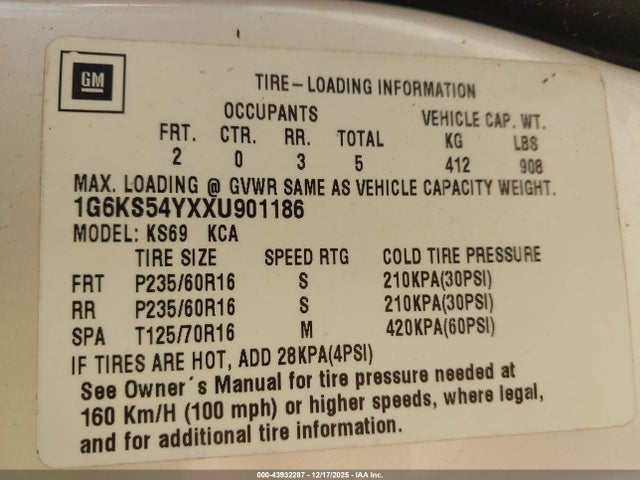 GM
TIRE-LOADING INFORMATION
OCCUPANTS VEHICLE CAP. WT.
FRT. CTR. RR. TOTAL KG LBS
2 0 3 5 412 908
MAX. LOADING @ GVWR SAME AS VEHICLE CAPACITY WEIGHT.
1G6KS54YXXU901186
MODEL: KS69 KCA
TIRE SIZE SPEED RTG COLD TIRE PRESSURE
FRT P235/60R16 S 210KPA(30PSI)
RR P235/60R16 S 210KPA(30PSI)
SPA T125/70R16 M 420KPA(60PSI)
IF TIRES ARE HOT, ADD 28KPA(4PSI)
See Owner´s Manual for tire pressure needed at
160 Km/H (100 mph) or higher speeds, where legal,
and for additional tire information.
000-43932267 - 12/17/2025 - IAA Inc.